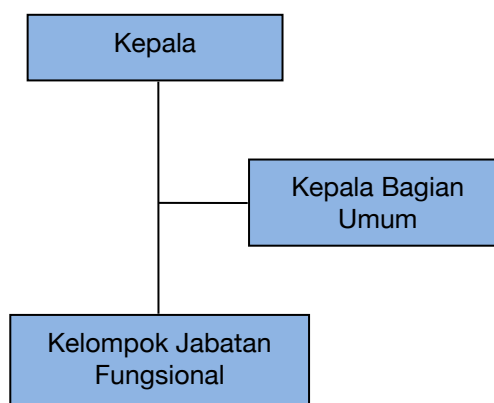 Kepala
Kepala Bagian
Umum
Kelompok Jabatan
Fungsional